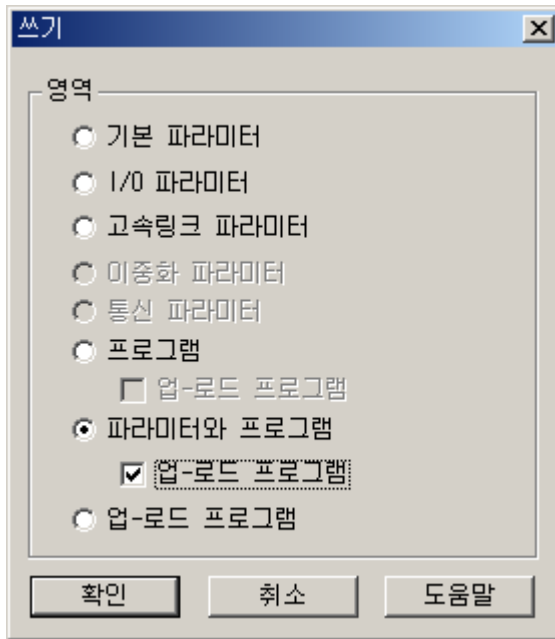 쓰기
영역
기본 파라미터
I/O 파라미터
고속링크 파라미터
이중화 파라미터
통신 파라미터
프로그램
업-로드 프로그램
파라미터와 프로그램
업-로드 프로그램
업-로드 프로그램
확인 취소 도움말